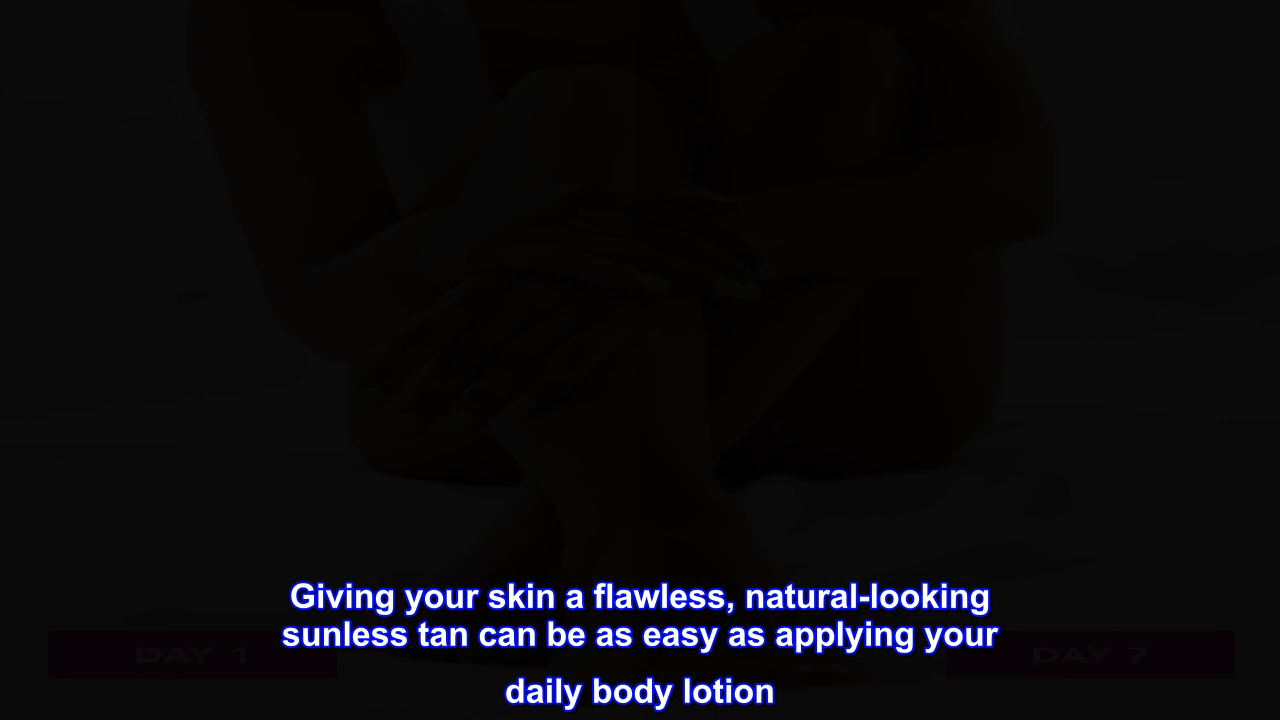 Giving your skin a flawless, natural-looking
sunless tan can be as easy as applying your
DAY 1
DAY 7
daily body lotion